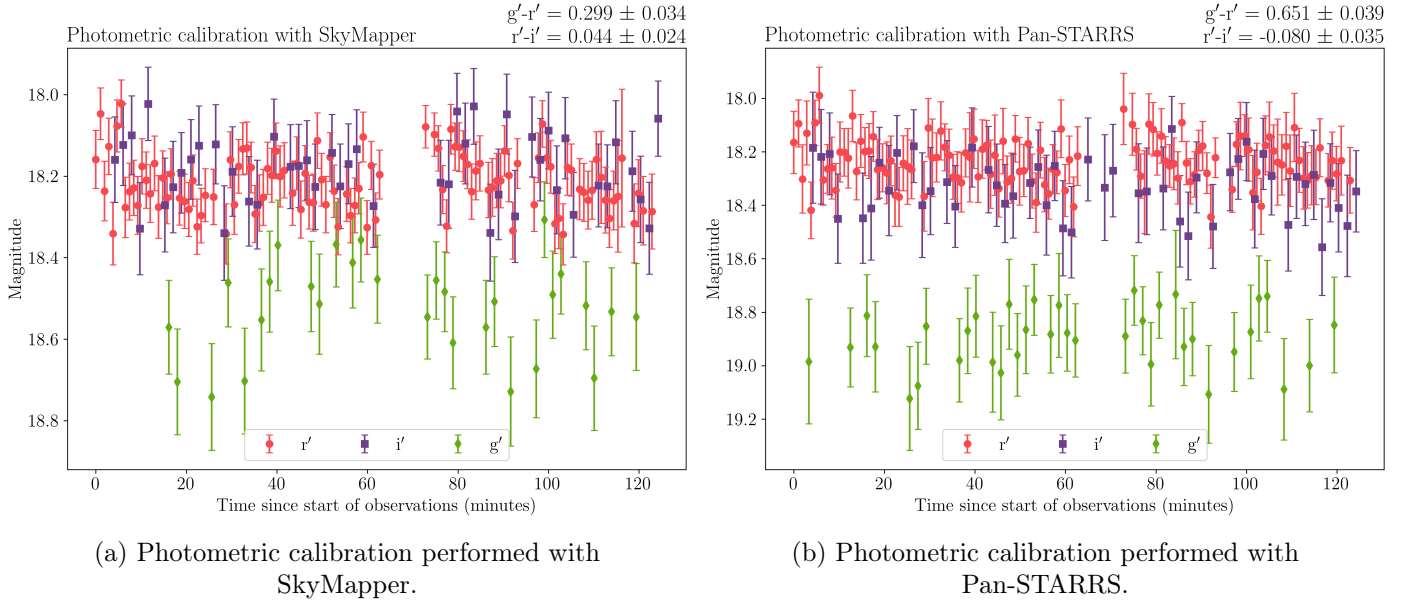 g′-r′ = 0.299 ± 0.034
Photometric calibration with SkyMapper
r′-i′ = 0.044 ± 0.024
18.0
18.2
18.4
18.6
18.8
Magnitude
r′ i′ g′
0 20 40 60 80 100 120
Time since start of observations (minutes)
(a) Photometric calibration performed with
SkyMapper.
g′-r′ = 0.651 ± 0.039
Photometric calibration with Pan-STARRS
r′-i′ = -0.080 ± 0.035
18.0
18.2
18.4
18.6
18.8
19.0
19.2
Magnitude
r′ i′ g′
0 20 40 60 80 100 120
Time since start of observations (minutes)
(b) Photometric calibration performed with
Pan-STARRS.